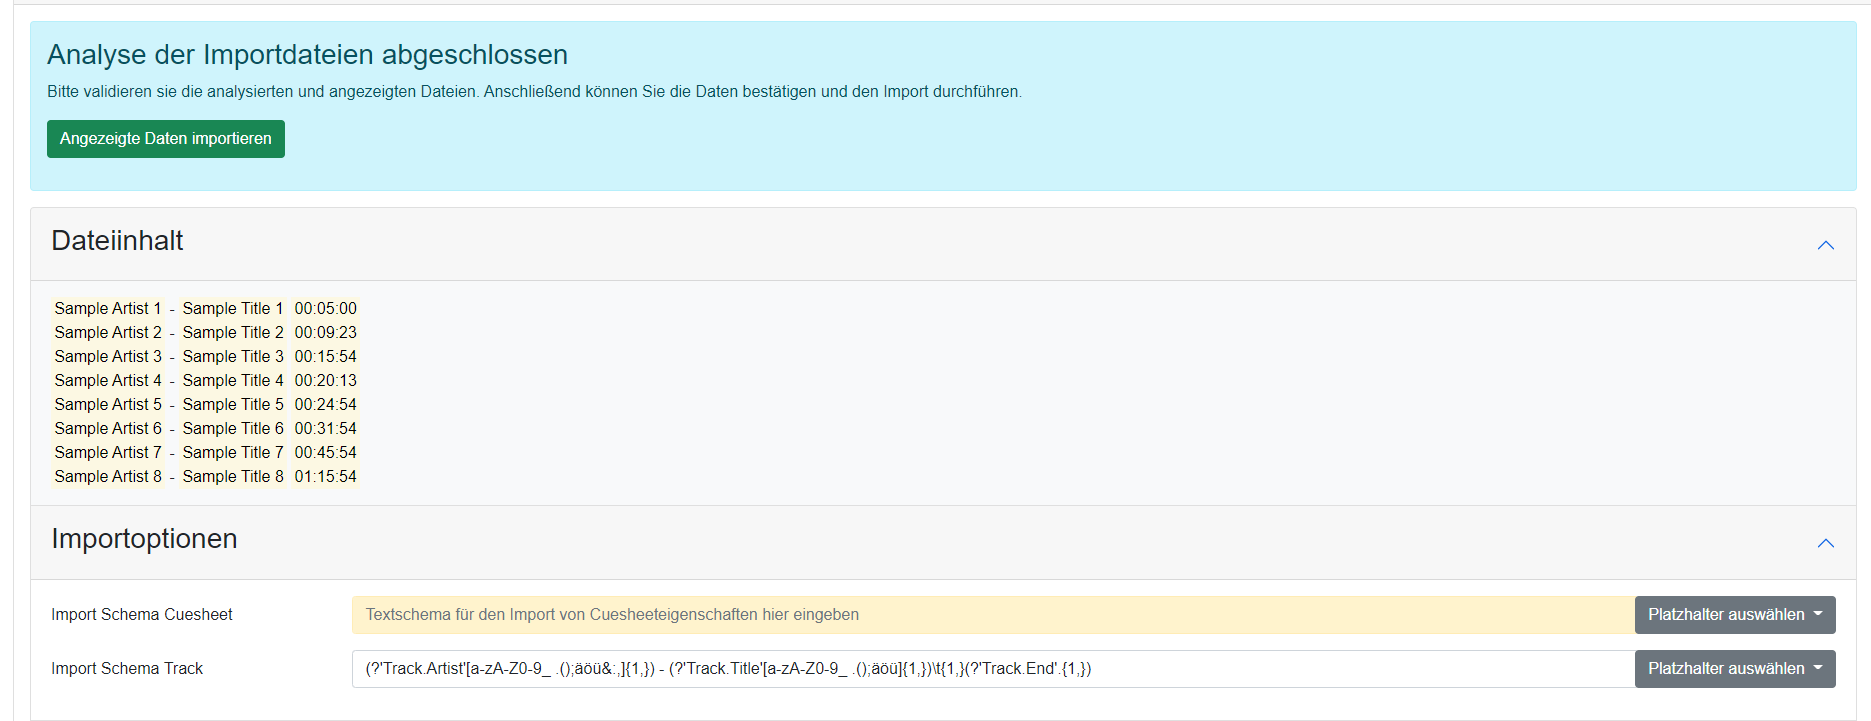 Analyse der Importdateien abgeschlossen
Bitte validieren sie die analysierten und angezeigten Dateien. Anschließend können Sie die Daten bestätigen und den Import durchführen.
Angezeigte Daten importieren
Dateiinhalt
Sample Artist 1 - Sample Title 1 00:05:00
Sample Artist 2 - Sample Title 2 00:09:23
Sample Artist 3 - Sample Title 3 00:15:54
Sample Artist 4 - Sample Title 4 00:20:13
Sample Artist 5 - Sample Title 5 00:24:54
Sample Artist 6 - Sample Title 6 00:31:54
Sample Artist 7 - Sample Title 7 00:45:54
Sample Artist 8 - Sample Title 8 01:15:54
Importoptionen
Import Schema Cuesheet Textschema für den Import von Cuesheeteigenschaften hier eingeben Platzhalter auswählen
Import Schema Track (?'Track.Artist'[a-zA-Z0-9_ .();äöü&:,]{1,}) - (?'Track.Title'[a-zA-Z0-9_ .();äöü]{1,})\t{1,}(?'Track.End'.{1,}) Platzhalter auswählen